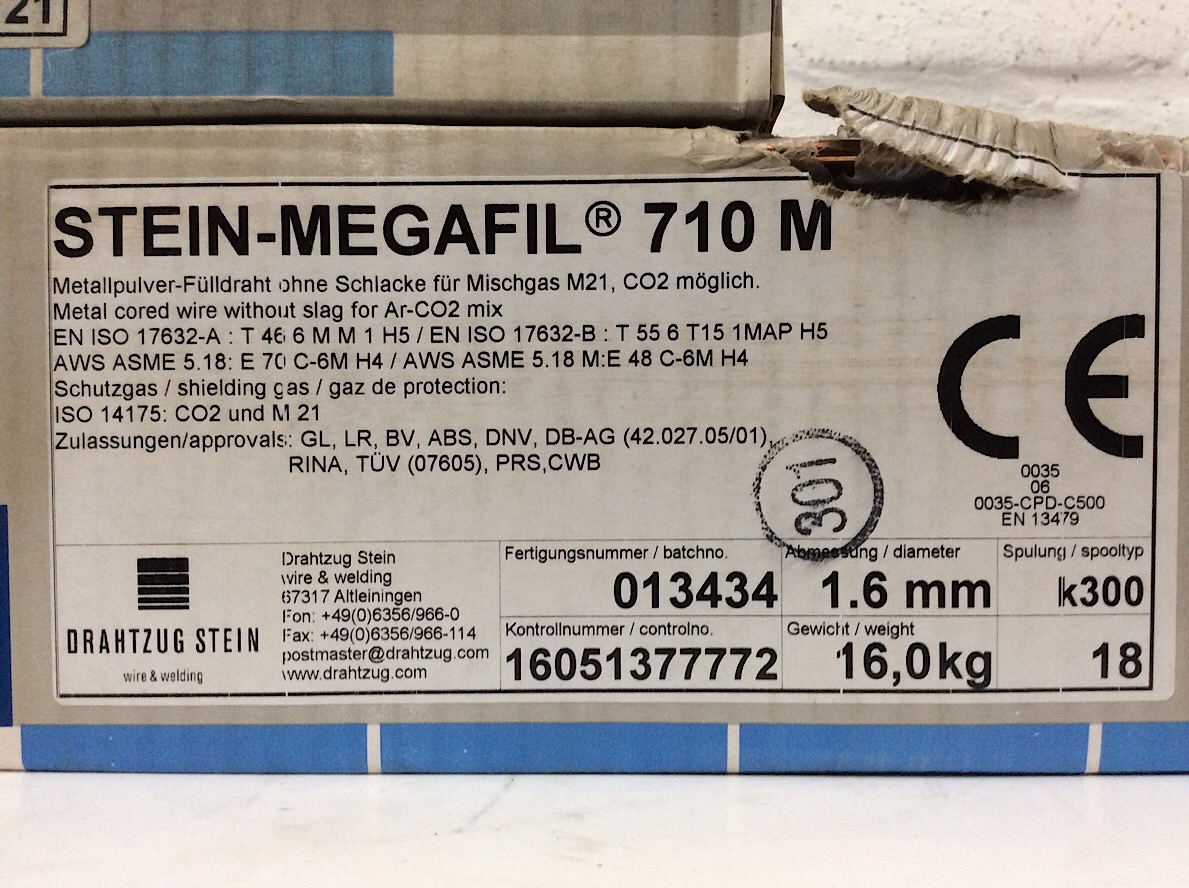 21
STEIN-MEGAFIL® 710 M
Metallpulver-Fülldraht ohne Schlacke für Mischgas M21, CO2 möglich.
Metal cored wire without slag for Ar-CO2 mix
EN ISO 17632-A : T 46 6 M M 1 H5 / EN ISO 17632-B : T 55 6 T15 1MAP H5
AWS ASME 5.18: E 70 C-6M H4 / AWS ASME 5.18 M:E 48 C-6M H4
Schutzgas / shielding gas / gaz de protection:
ISO 14175: CO2 und M 21
Zulassungen/approvals: GL, LR, BV, ABS, DNV, DB-AG (42.027.05/01),
RINA, TÜV (07605), PRS,CWB
301
CE
0035
06
0035-CPD-C500
EN 13479
DRAHTZUG STEIN
wire & welding
Drahtzug Stein
wire & welding
67317 Altleiningen
Fon: +49(0)6356/966-0
Fax: +49(0)6356/966-114
postmaster@drahtzug.com
www.drahtzug.com
Fertigungsnummer / batchno.
013434
Abmessung / diameter
1.6 mm
Spulung / spooltyp
k300
Kontrollnummer / controlno.
16051377772
Gewicht / weight
16,0kg
18